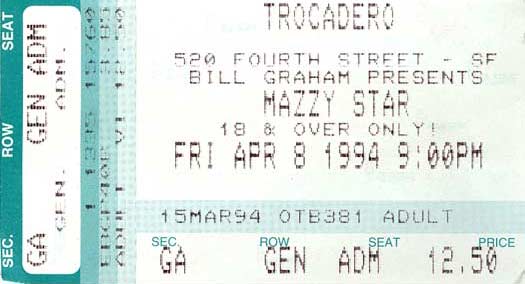 TROCADERO
520 FOURTH STREET - SF
BILL GRAHAM PRESENTS
MAZZY STAR
18 & OVER ONLY!
FRI APR 8 1994 9:00PM
15MAR94 OTB381 ADULT
SEC. ROW SEAT PRICE
GA GEN ADM 12.50
SEC. ROW SEAT
GA GEN ADM
GEN. ADM.